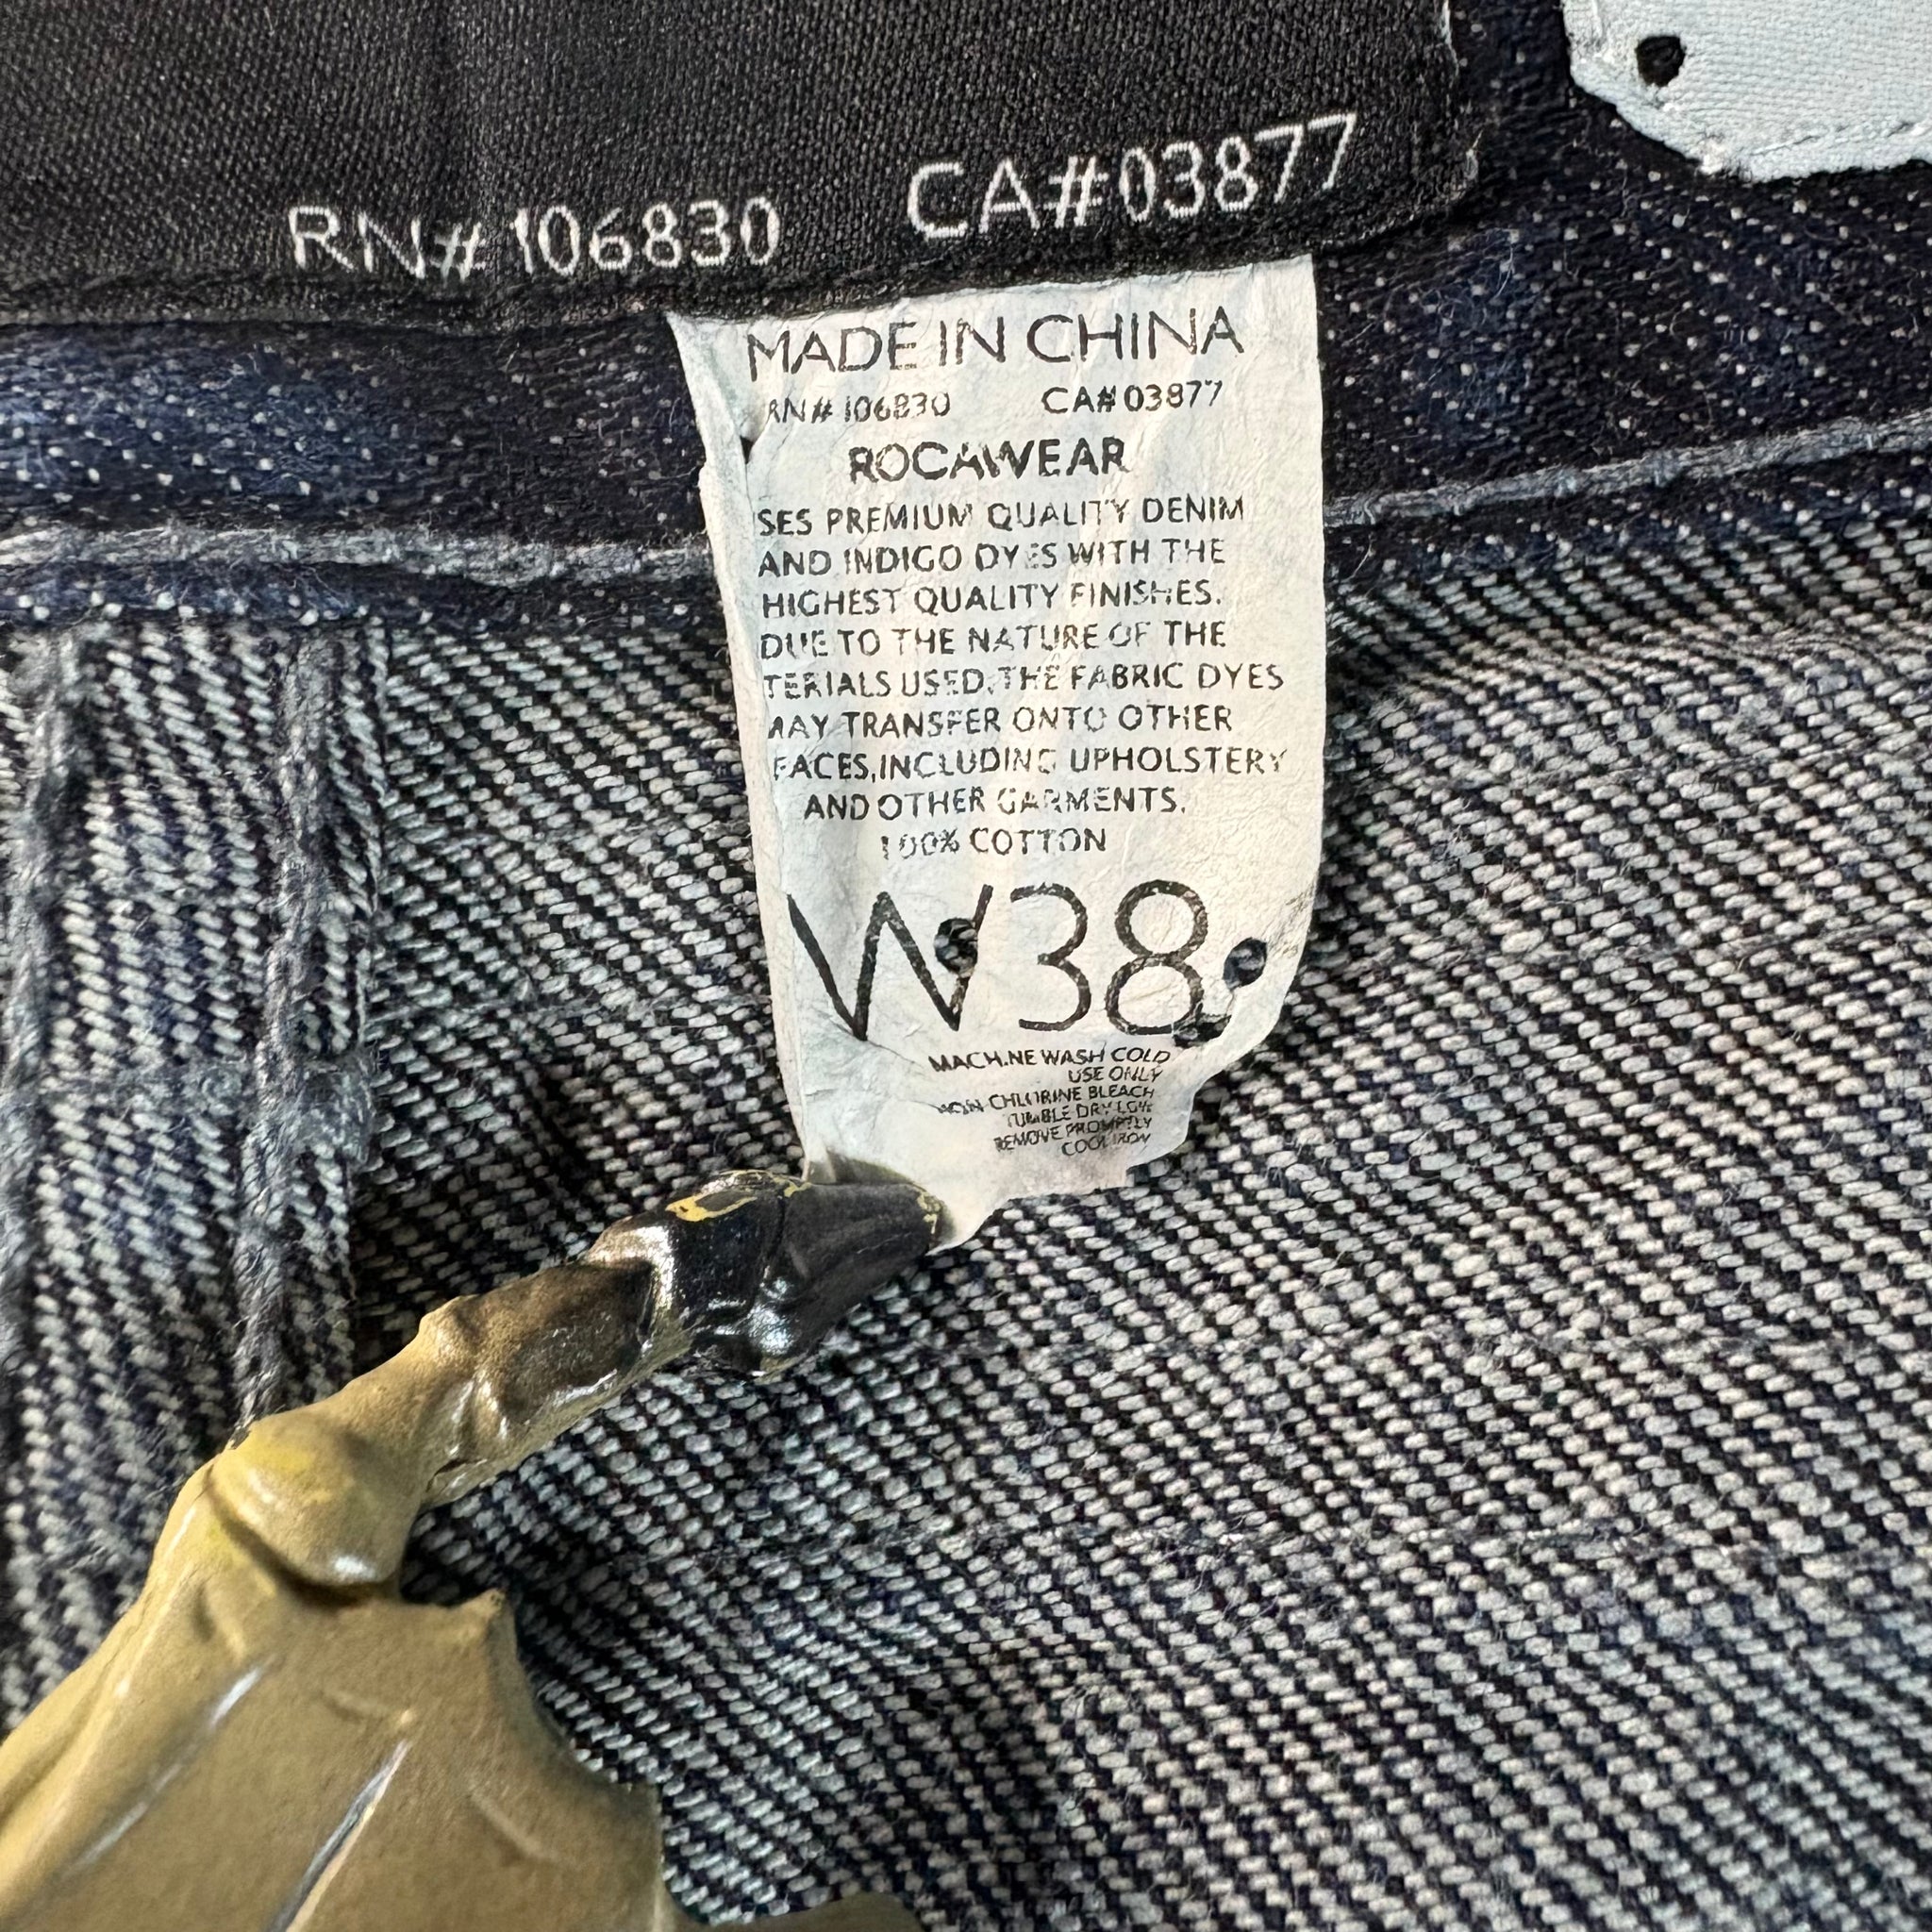 RN# 106830 CA#03877
MADE IN CHINA
RN# 106830 CA# 03877
ROCAWEAR
SES PREMIUM QUALITY DENIM
AND INDIGO DYES WITH THE
HIGHEST QUALITY FINISHES.
DUE TO THE NATURE OF THE
TERIALS USED, THE FABRIC DYES
MAY TRANSFER ONTO OTHER
FACES, INCLUDING UPHOLSTERY
AND OTHER GARMENTS.
100% COTTON
W38
MACHINE WASH COLD
USE ONLY
NON CHLORINE BLEACH
TUMBLE DRY LOW
REMOVE PROMPTLY
COOL IRON